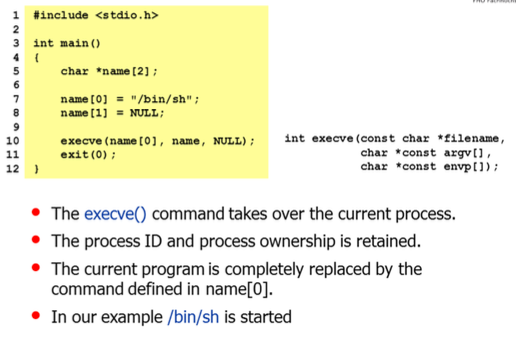 1 #include <stdio.h>
2
3 int main()
4 {
5 char *name[2];
6
7 name[0] = "/bin/sh";
8 name[1] = NULL;
9
10 execve(name[0], name, NULL);
11 exit(0);
12 }
int execve(const char *filename,
char *const argv[],
char *const envp[]);
• The execve() command takes over the current process.
• The process ID and process ownership is retained.
• The current program is completely replaced by the
command defined in name[0].
• In our example /bin/sh is started